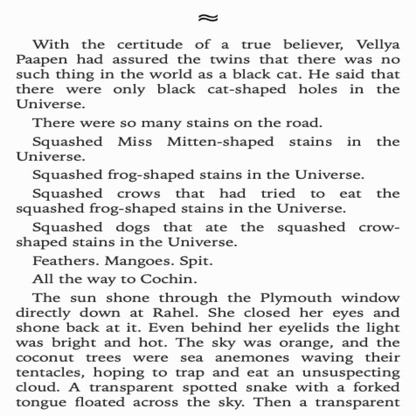 ≈
With the certitude of a true believer, Vellya
Paapen had assured the twins that there was no
such thing in the world as a black cat. He said that
there were only black cat-shaped holes in the
Universe.
There were so many stains on the road.
Squashed Miss Mitten-shaped stains in the
Universe.
Squashed frog-shaped stains in the Universe.
Squashed crows that had tried to eat the
squashed frog-shaped stains in the Universe.
Squashed dogs that ate the squashed crow-
shaped stains in the Universe.
Feathers. Mangoes. Spit.
All the way to Cochin.
The sun shone through the Plymouth window
directly down at Rahel. She closed her eyes and
shone back at it. Even behind her eyelids the light
was bright and hot. The sky was orange, and the
coconut trees were sea anemones waving their
tentacles, hoping to trap and eat an unsuspecting
cloud. A transparent spotted snake with a forked
tongue floated across the sky. Then a transparent